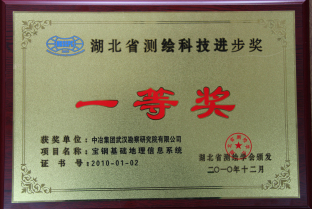 湖北省测绘科技进步奖
一等奖
获奖单位：中冶集团武汉勘察研究院有限公司
项目名称：宝钢基础地理信息系统
证书号：2010-01-02
湖北省测绘学会颁发
二〇一〇年十二月